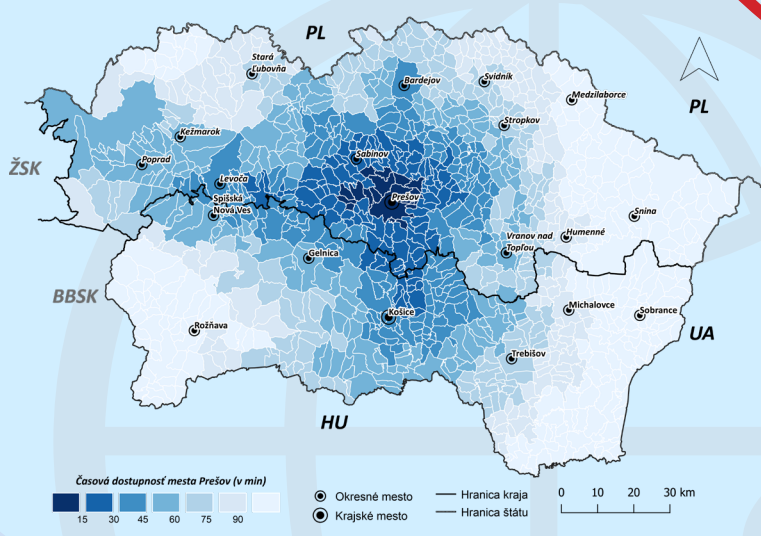 PL
Stará
Ľubovňa
Bardejov
Svidník
Medzilaborce
PL
Stropkov
Kežmarok
Poprad
Sabinov
ŽSK
Levoča
Prešov
Spišská
Nová Ves
Snina
Humenné
Vranov nad
Topľou
Gelnica
BBSK
Michalovce
Sobrance
Košice
Rožňava
UA
Trebišov
HU
Časová dostupnosť mesta Prešov (v min)
15 30 45 60 75 90
Okresné mesto
Krajské mesto
Hranica kraja
Hranica štátu
0 10 20 30 km